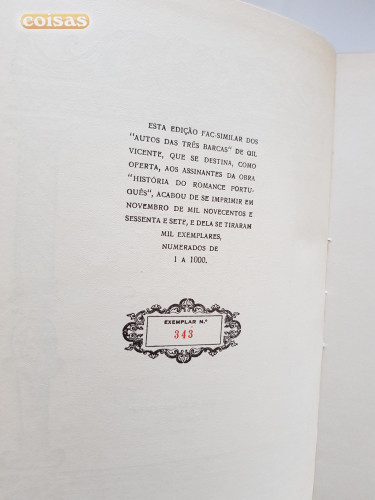 coisas
ESTA EDIÇÃO FAC-SIMILAR DOS
"AUTOS DAS TRÊS BARCAS" DE GIL
VICENTE, QUE SE DESTINA, COMO
OFERTA, AOS ASSINANTES DA OBRA
"HISTÓRIA DO ROMANCE PORTU-
GUÊS", ACABOU DE SE IMPRIMIR EM
NOVEMBRO DE MIL NOVECENTOS E
SESSENTA E SETE, E DELA SE TIRARAM
MIL EXEMPLARES,
NUMERADOS DE
1 A 1000.
EXEMPLAR N.º
343